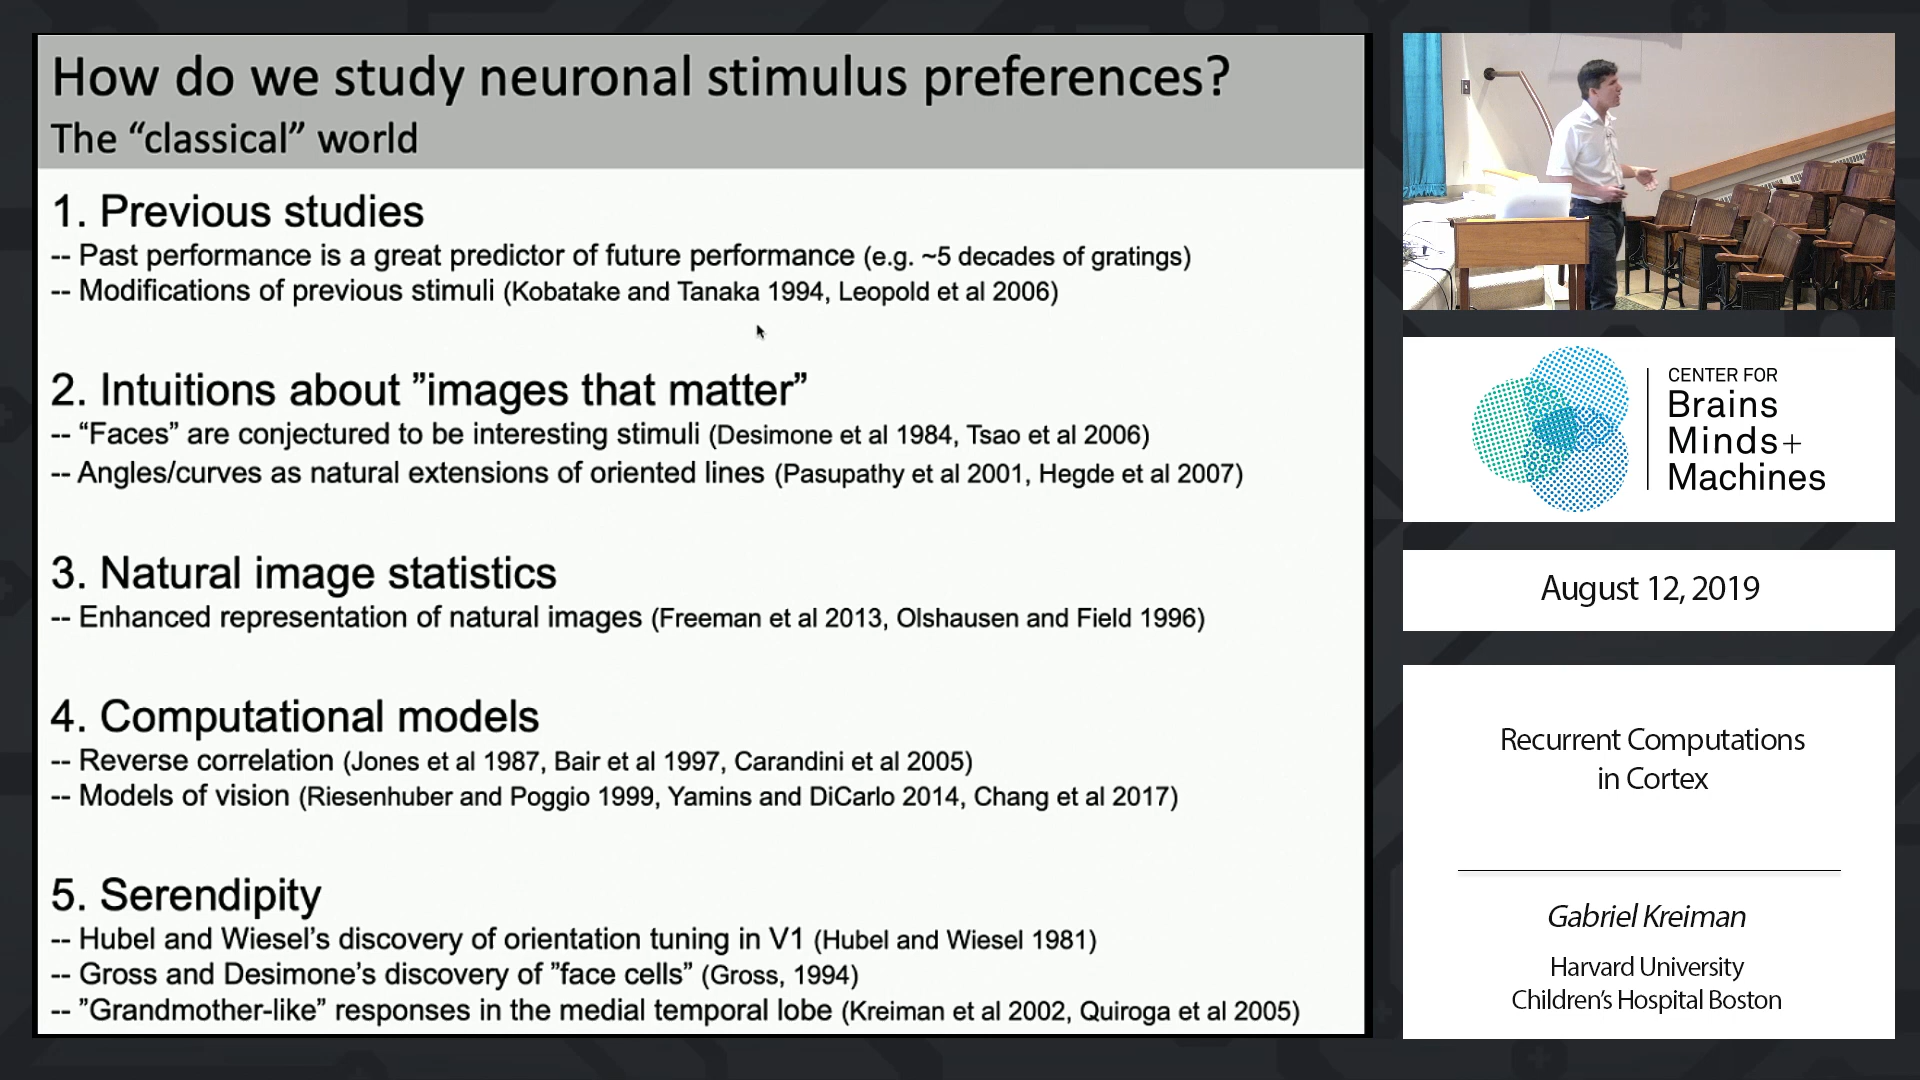 How do we study neuronal stimulus preferences?
The “classical” world
1. Previous studies
-- Past performance is a great predictor of future performance (e.g. ~5 decades of gratings)
-- Modifications of previous stimuli (Kobatake and Tanaka 1994, Leopold et al 2006)
2. Intuitions about ”images that matter”
-- “Faces” are conjectured to be interesting stimuli (Desimone et al 1984, Tsao et al 2006)
-- Angles/curves as natural extensions of oriented lines (Pasupathy et al 2001, Hegde et al 2007)
3. Natural image statistics
-- Enhanced representation of natural images (Freeman et al 2013, Olshausen and Field 1996)
4. Computational models
-- Reverse correlation (Jones et al 1987, Bair et al 1997, Carandini et al 2005)
-- Models of vision (Riesenhuber and Poggio 1999, Yamins and DiCarlo 2014, Chang et al 2017)
5. Serendipity
-- Hubel and Wiesel’s discovery of orientation tuning in V1 (Hubel and Wiesel 1981)
-- Gross and Desimone’s discovery of ”face cells” (Gross, 1994)
-- ”Grandmother-like” responses in the medial temporal lobe (Kreiman et al 2002, Quiroga et al 2005)
CENTER FOR
Brains
Minds+
Machines
August 12, 2019
Recurrent Computations
in Cortex
Gabriel Kreiman
Harvard University
Children’s Hospital Boston